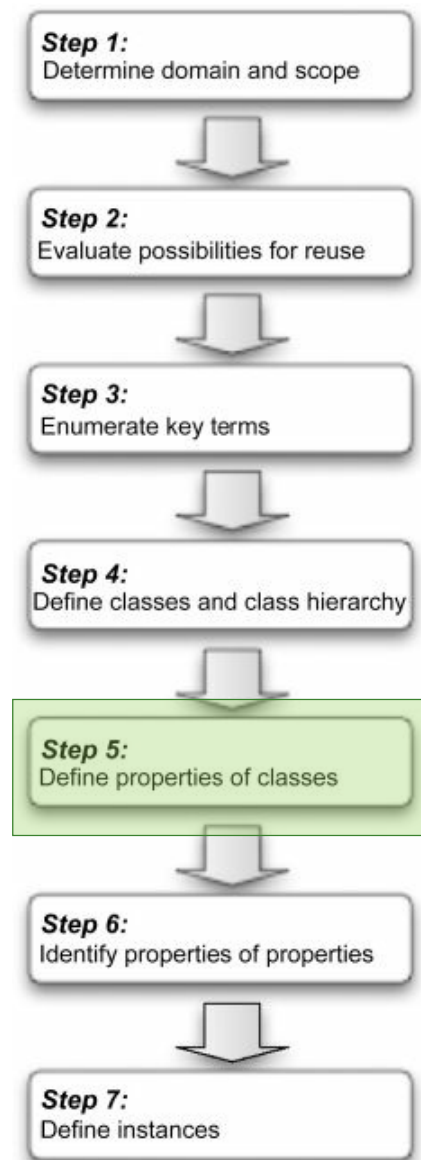 Step 1:
Determine domain and scope
Step 2:
Evaluate possibilities for reuse
Step 3:
Enumerate key terms
Step 4:
Define classes and class hierarchy
Step 5:
Define properties of classes
Step 6:
Identify properties of properties
Step 7:
Define instances